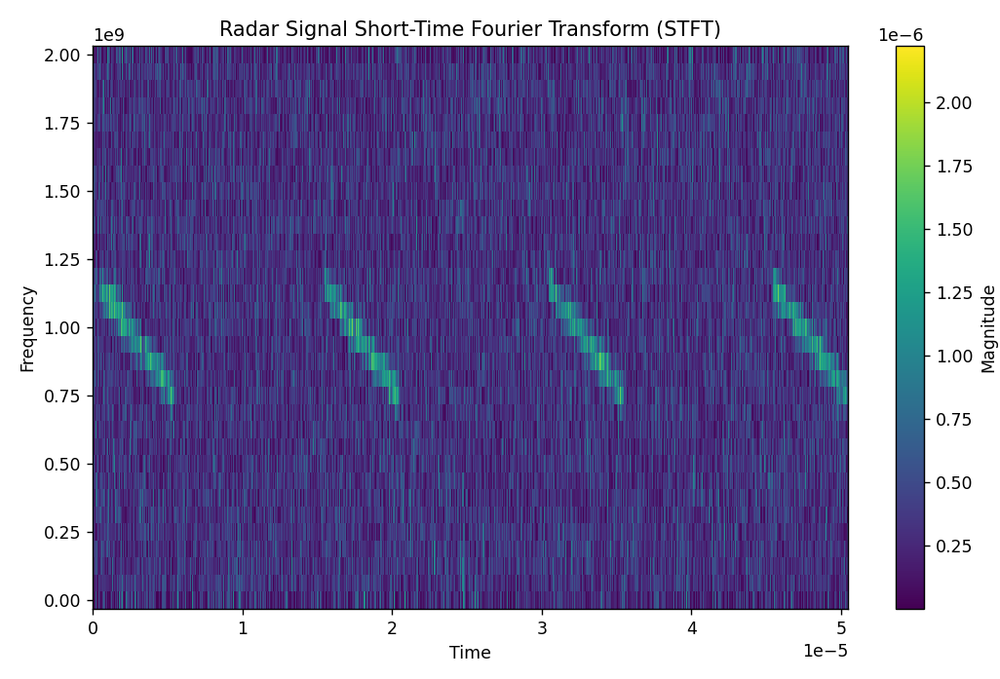 Radar Signal Short-Time Fourier Transform (STFT)
1e9
1e−6
2.00
1.75
1.50
1.25
1.00
0.75
0.50
0.25
0.00
Frequency
0 1 2 3 4 5
1e−5
Time
2.00
1.75
1.50
1.25
1.00
0.75
0.50
0.25
Magnitude